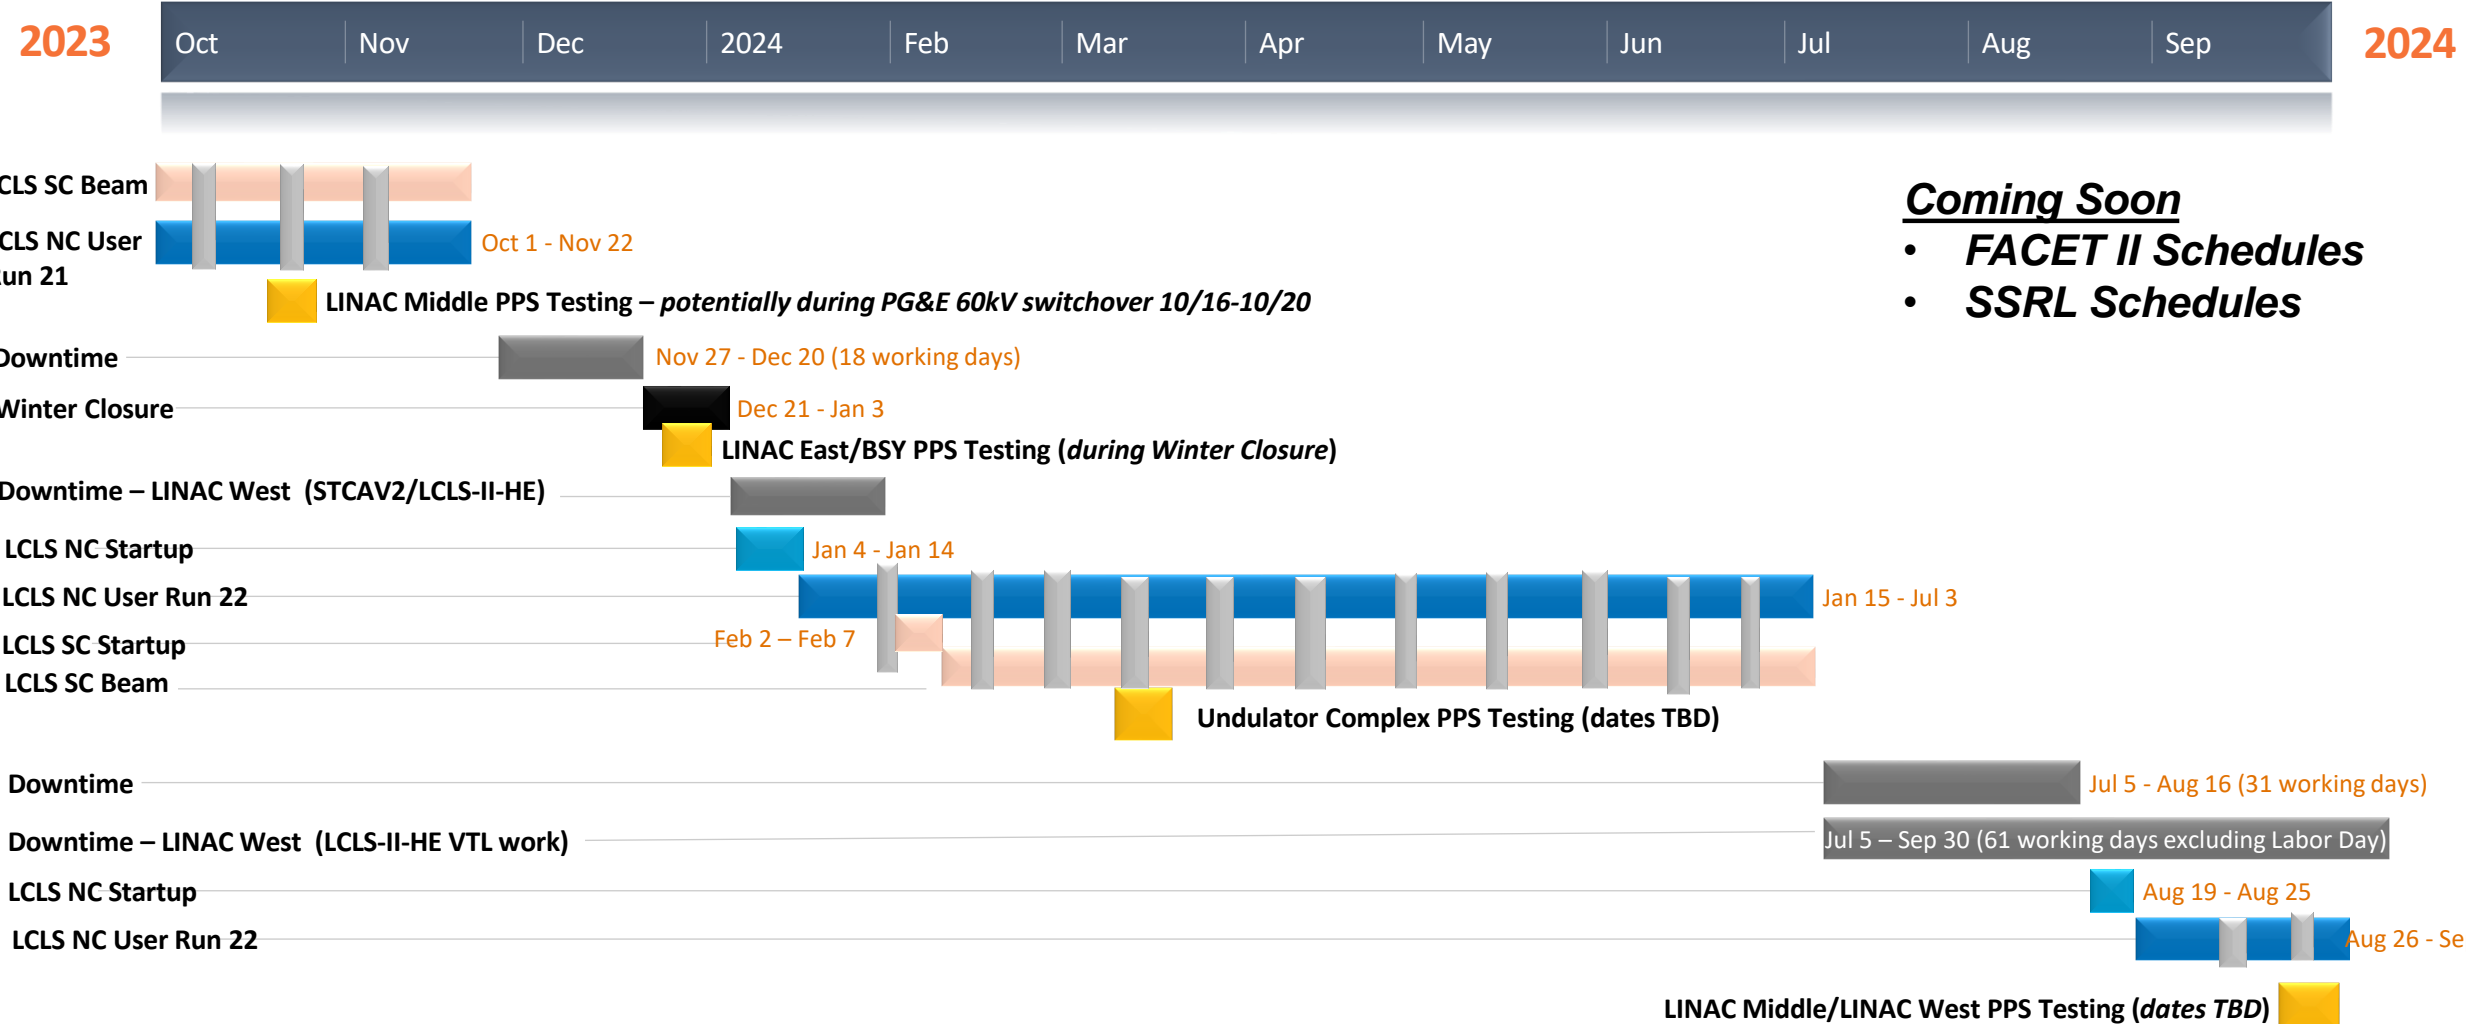 2023 Oct Nov Dec 2024 Feb Mar Apr May Jun Jul Aug Sep 2024
CLS SC Beam
CLS NC User
Run 21
Oct 1 - Nov 22
Coming Soon
• FACET II Schedules
• SSRL Schedules
LINAC Middle PPS Testing – potentially during PG&E 60kV switchover 10/16-10/20
Downtime
Nov 27 - Dec 20 (18 working days)
Winter Closure
Dec 21 - Jan 3
LINAC East/BSY PPS Testing (during Winter Closure)
Downtime – LINAC West (STCAV2/LCLS-II-HE)
LCLS NC Startup
Jan 4 - Jan 14
LCLS NC User Run 22
Jan 15 - Jul 3
LCLS SC Startup
Feb 2 – Feb 7
LCLS SC Beam
Undulator Complex PPS Testing (dates TBD)
Downtime
Jul 5 - Aug 16 (31 working days)
Downtime – LINAC West (LCLS-II-HE VTL work)
Jul 5 – Sep 30 (61 working days excluding Labor Day)
LCLS NC Startup
Aug 19 - Aug 25
LCLS NC User Run 22
Aug 26 - Se
LINAC Middle/LINAC West PPS Testing (dates TBD)